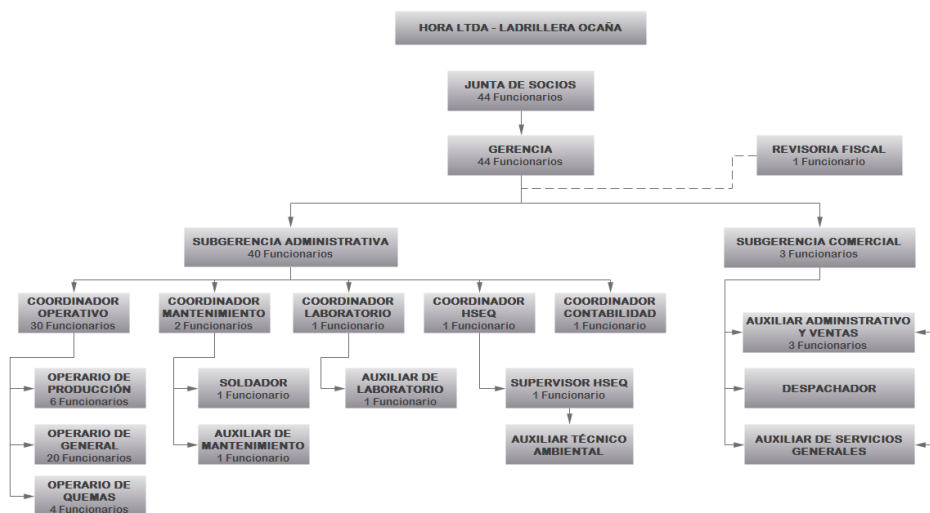 HORA LTDA - LADRILLERA OCAÑA
JUNTA DE SOCIOS
44 Funcionarios
GERENCIA
44 Funcionarios
REVISORIA FISCAL
1 Funcionario
SUBGERENCIA ADMINISTRATIVA
40 Funcionarios
SUBGERENCIA COMERCIAL
3 Funcionarios
COORDINADOR
OPERATIVO
30 Funcionarios
COORDINADOR
MANTENIMIENTO
2 Funcionarios
COORDINADOR
LABORATORIO
1 Funcionario
COORDINADOR
HSEQ
1 Funcionario
COORDINADOR
CONTABILIDAD
1 Funcionario
AUXILIAR ADMINISTRATIVO
Y VENTAS
3 Funcionarios
OPERARIO DE
PRODUCCIÓN
6 Funcionarios
SOLDADOR
1 Funcionario
AUXILIAR DE
LABORATORIO
1 Funcionario
SUPERVISOR HSEQ
1 Funcionario
DESPACHADOR
OPERARIO DE
GENERAL
20 Funcionarios
AUXILIAR DE
MANTENIMIENTO
1 Funcionario
AUXILIAR TÉCNICO
AMBIENTAL
AUXILIAR DE SERVICIOS
GENERALES
OPERARIO DE
QUEMAS
4 Funcionarios